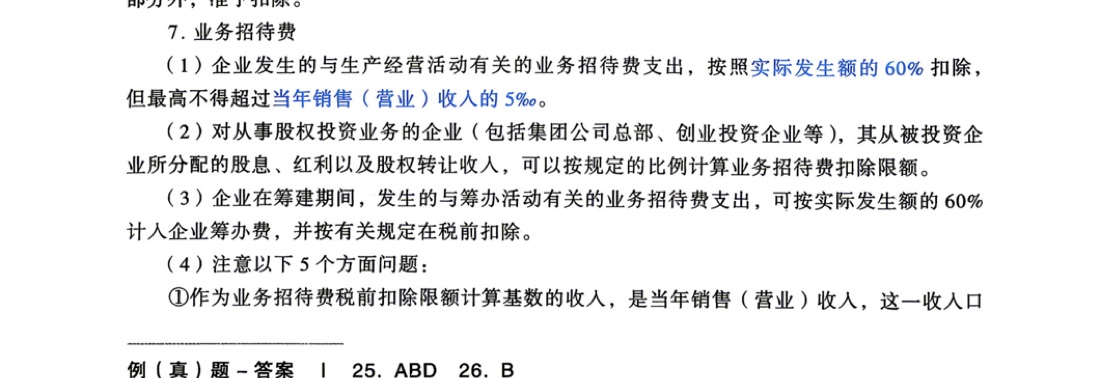 部分外，准予扣除。
7. 业务招待费
（1）企业发生的与生产经营活动有关的业务招待费支出，按照实际发生额的 60% 扣除，
但最高不得超过当年销售（营业）收入的 5‰。
（2）对从事股权投资业务的企业（包括集团公司总部、创业投资企业等），其从被投资企
业所分配的股息、红利以及股权转让收入，可以按规定的比例计算业务招待费扣除限额。
（3）企业在筹建期间，发生的与筹办活动有关的业务招待费支出，可按实际发生额的 60%
计入企业筹办费，并按有关规定在税前扣除。
（4）注意以下 5 个方面问题：
①作为业务招待费税前扣除限额计算基数的收入，是当年销售（营业）收入，这一收入口
例（真）题－答案 | 25. ABD 26. B